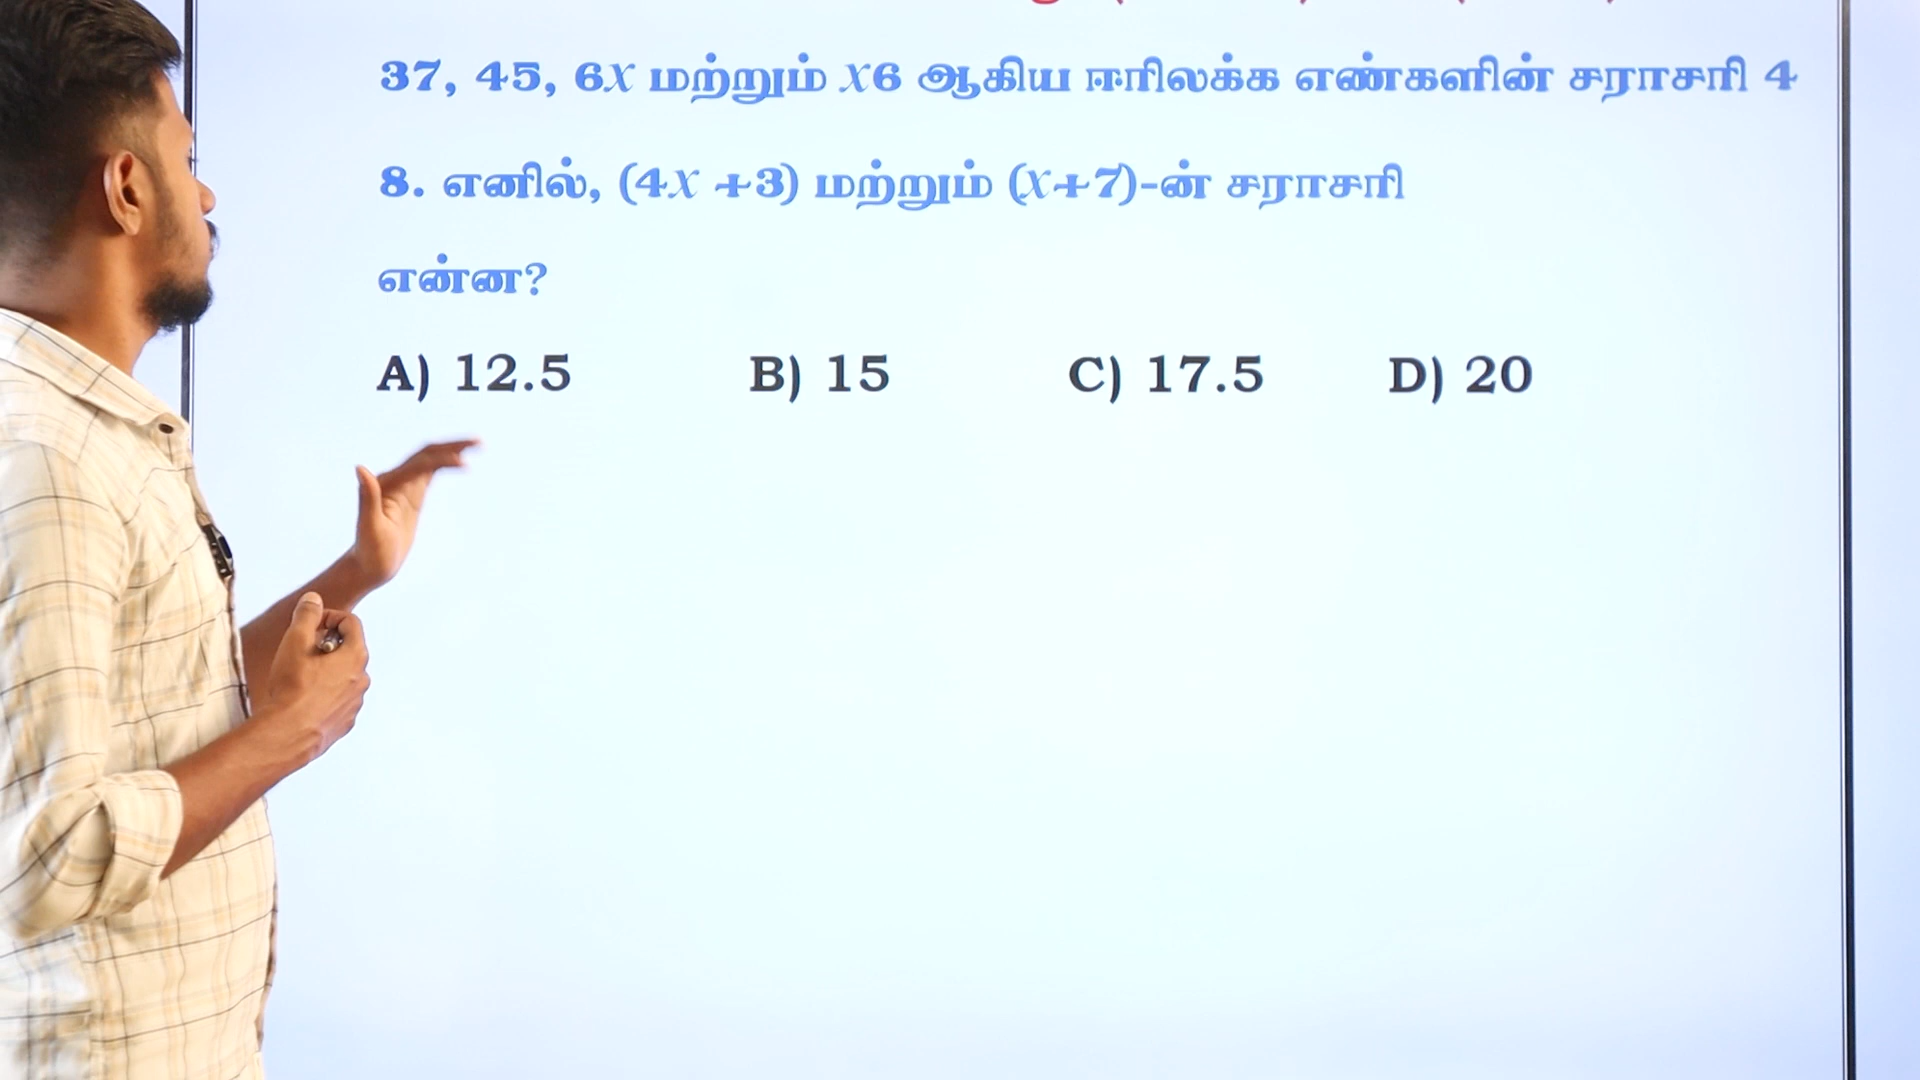 37, 45, 6x மற்றும் x6 ஆகிய ஈரிலக்க எண்களின் சராசரி 4
8. எனில், (4x +3) மற்றும் (x+7)-ன் சராசரி
என்ன?
A) 12.5 B) 15 C) 17.5 D) 20